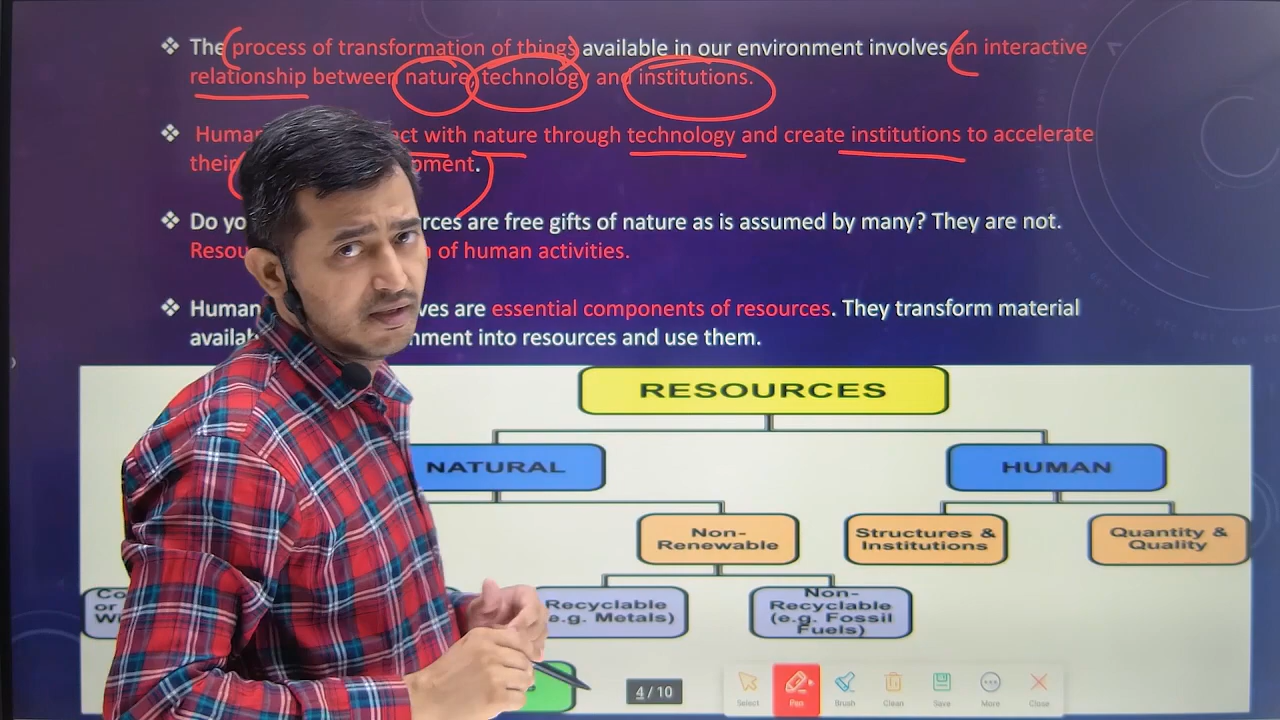 ❖ The process of transformation of things available in our environment involves an interactive
relationship between nature, technology and institutions.
❖ Human ct with nature through technology and create institutions to accelerate
their pment.
❖ Do yo rces are free gifts of nature as is assumed by many? They are not.
Resou n of human activities.
❖ Human ves are essential components of resources. They transform material
availab nment into resources and use them.
RESOURCES
NATURAL HUMAN
Non-
Renewable
Structures &
Institutions
Quantity &
Quality
Co
or
Recyclable
e.g. Metals)
Non-
Recyclable
(e.g. Fossil
Fuels)
4 / 10
Select Pen Brush Clean Save More Close